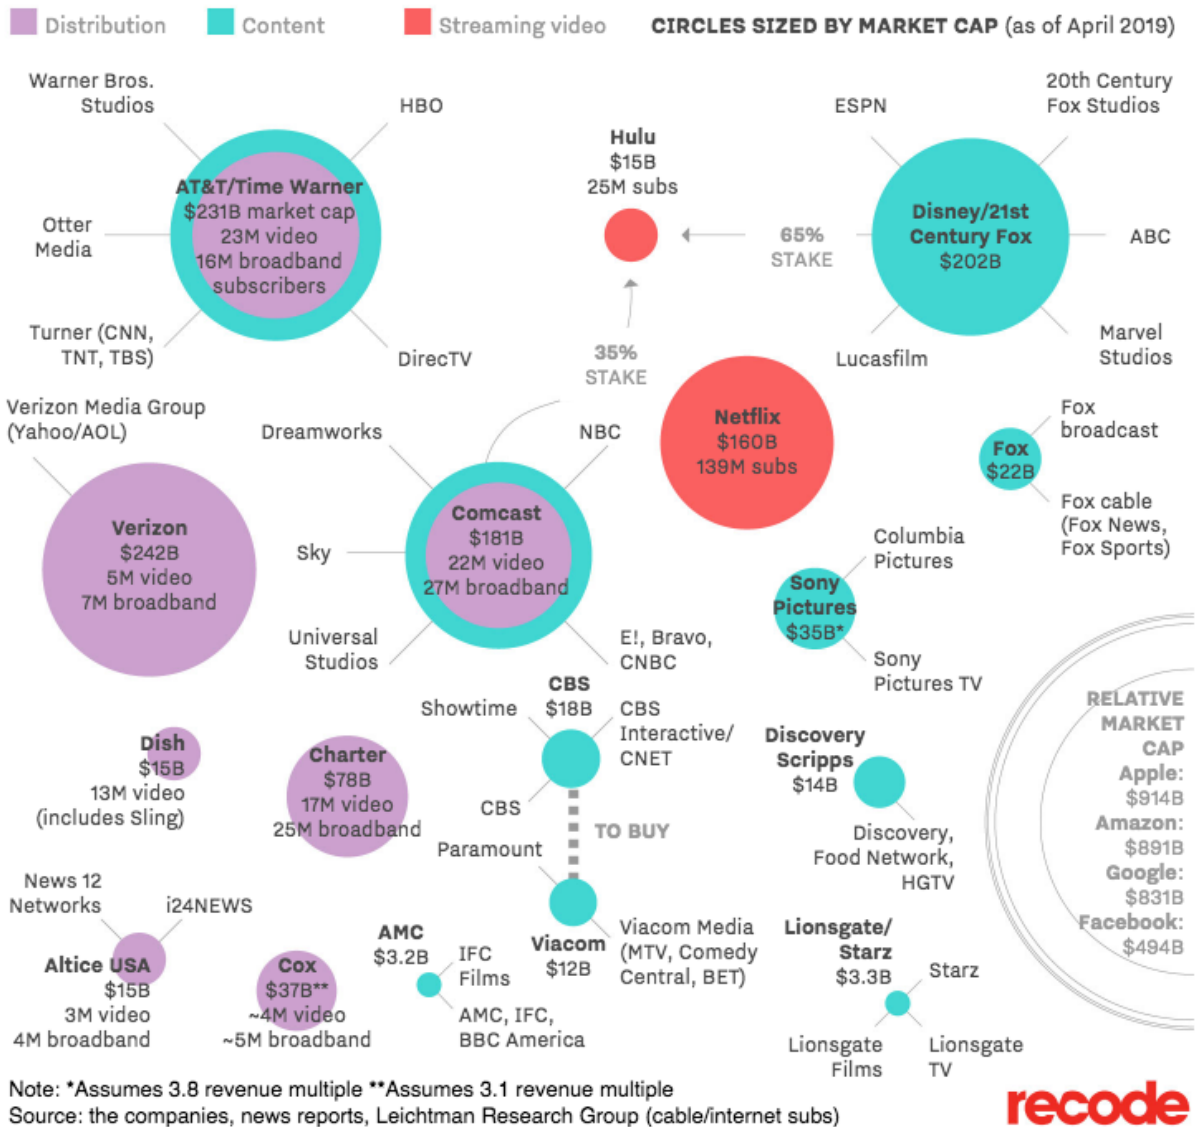 Distribution
Content
Streaming video
CIRCLES SIZED BY MARKET CAP (as of April 2019)
Warner Bros.
Studios
HBO
AT&T/Time Warner
$231B market cap
23M video
16M broadband
subscribers
Otter
Media
Turner (CNN,
TNT, TBS)
DirecTV
Hulu
$15B
25M subs
65%
STAKE
35%
STAKE
ESPN
20th Century
Fox Studios
Disney/21st
Century Fox
$202B
ABC
Lucasfilm
Marvel
Studios
Verizon Media Group
(Yahoo/AOL)
Verizon
$242B
5M video
7M broadband
Dreamworks
NBC
Comcast
$181B
22M video
27M broadband
Sky
Universal
Studios
E!, Bravo,
CNBC
Netflix
$160B
139M subs
Fox
broadcast
Fox
$22B
Fox cable
(Fox News,
Fox Sports)
Columbia
Pictures
Sony
Pictures
$35B*
Sony
Pictures TV
Dish
$15B
13M video
(includes Sling)
Charter
$78B
17M video
25M broadband
CBS
$18B
Showtime
CBS
Interactive/
CNET
CBS
TO BUY
Paramount
Viacom
$12B
Viacom Media
(MTV, Comedy
Central, BET)
Discovery
Scripps
$14B
Discovery,
Food Network,
HGTV
RELATIVE
MARKET
CAP
Apple:
$914B
Amazon:
$891B
Google:
$831B
Facebook:
$494B
News 12
Networks
i24NEWS
Altice USA
$15B
3M video
4M broadband
Cox
$37B**
~4M video
~5M broadband
AMC
$3.2B
IFC
Films
AMC, IFC,
BBC America
Lionsgate/
Starz
$3.3B
Starz
Lionsgate
Films
Lionsgate
TV
Note: *Assumes 3.8 revenue multiple **Assumes 3.1 revenue multiple
Source: the companies, news reports, Leichtman Research Group (cable/internet subs)
recode